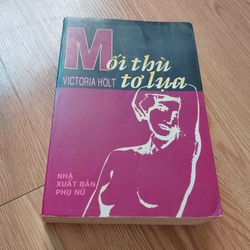 Mối thù
VICTORIA HOLT
tơ lụa
NHÀ
XUẤT BẢN
PHỤ NỮ